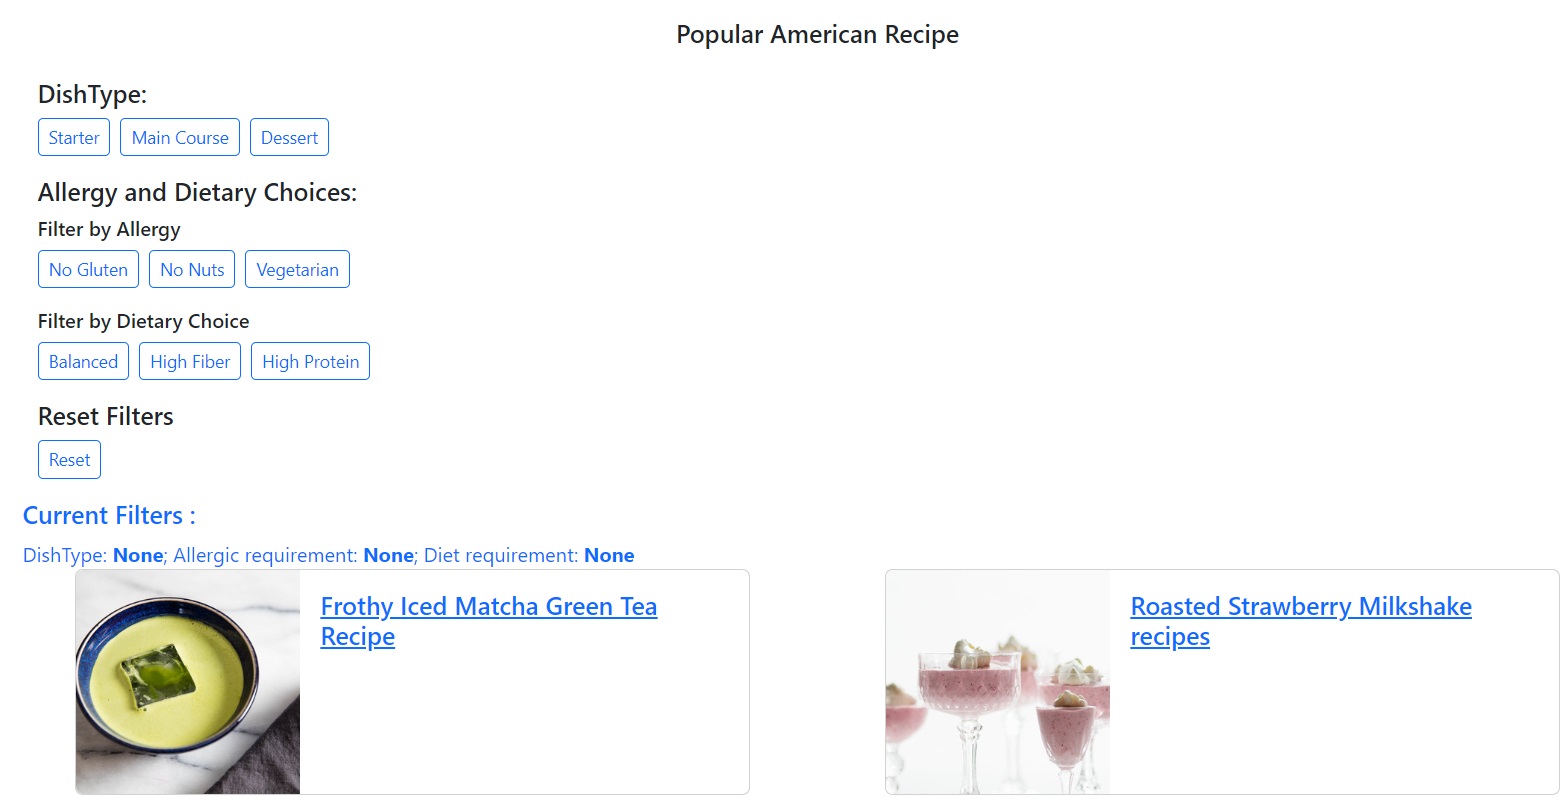 Popular American Recipe
DishType:
Starter Main Course Dessert
Allergy and Dietary Choices:
Filter by Allergy
No Gluten No Nuts Vegetarian
Filter by Dietary Choice
Balanced High Fiber High Protein
Reset Filters
Reset
Current Filters :
DishType: None; Allergic requirement: None; Diet requirement: None
Frothy Iced Matcha Green Tea
Recipe
Roasted Strawberry Milkshake
recipes